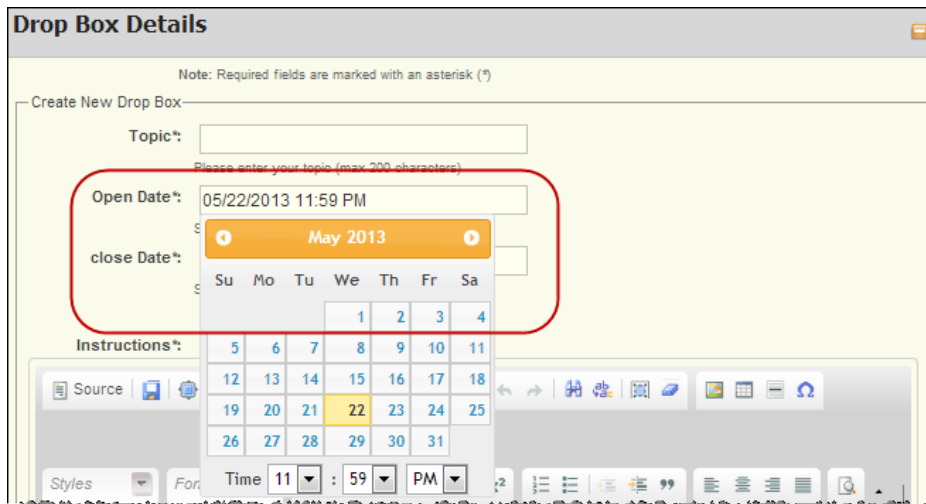 Drop Box Details
Note: Required fields are marked with an asterisk (*)
Create New Drop Box
Topic*:
Please enter your topic (max 200 characters)
Open Date*: 05/22/2013 11:59 PM
May 2013
close Date*:
Su Mo Tu We Th Fr Sa
1 2 3 4
Instructions*:
5 6 7 8 9 10 11
12 13 14 15 16 17 18
Source
19 20 21 22 23 24 25
26 27 28 29 30 31
Time 11 : 59 PM
Styles